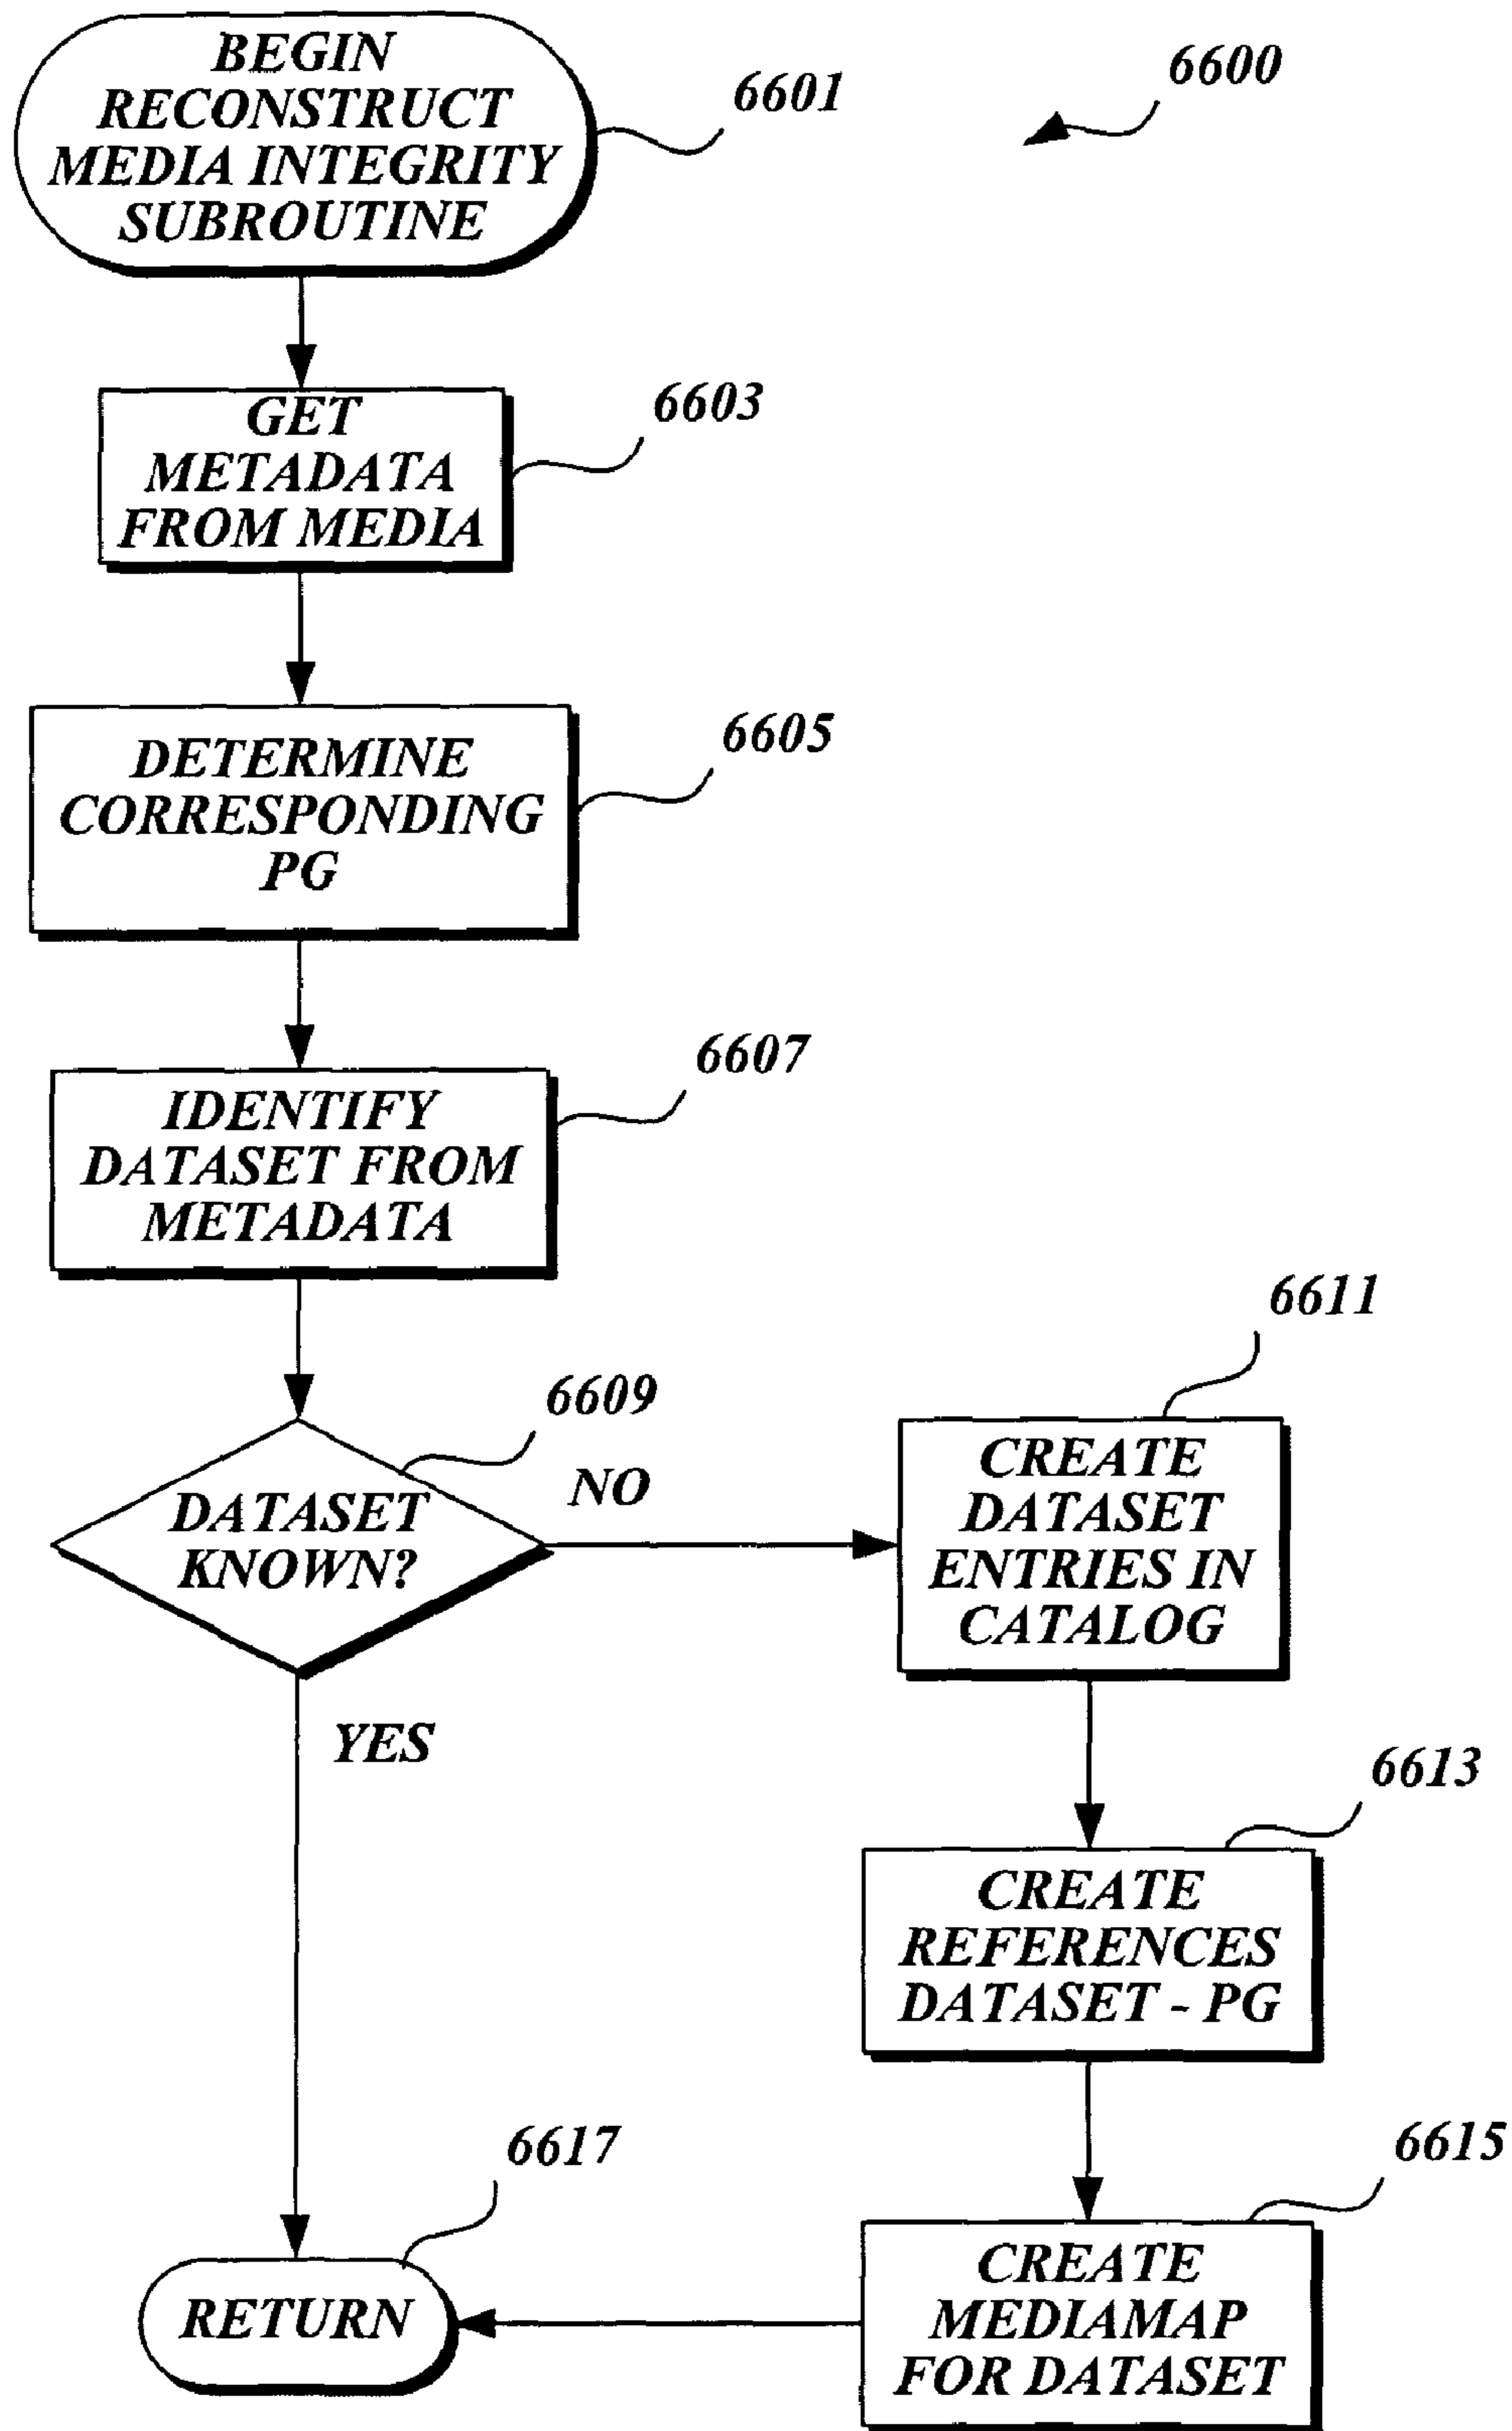 BEGIN
RECONSTRUCT
MEDIA INTEGRITY
SUBROUTINE
6601
6600
GET
METADATA
FROM MEDIA
6603
DETERMINE
CORRESPONDING
PG
6605
IDENTIFY
DATASET FROM
METADATA
6607
DATASET
KNOWN?
6609
NO
YES
CREATE
DATASET
ENTRIES IN
CATALOG
6611
CREATE
REFERENCES
DATASET - PG
6613
CREATE
MEDIAMAP
FOR DATASET
6615
RETURN
6617